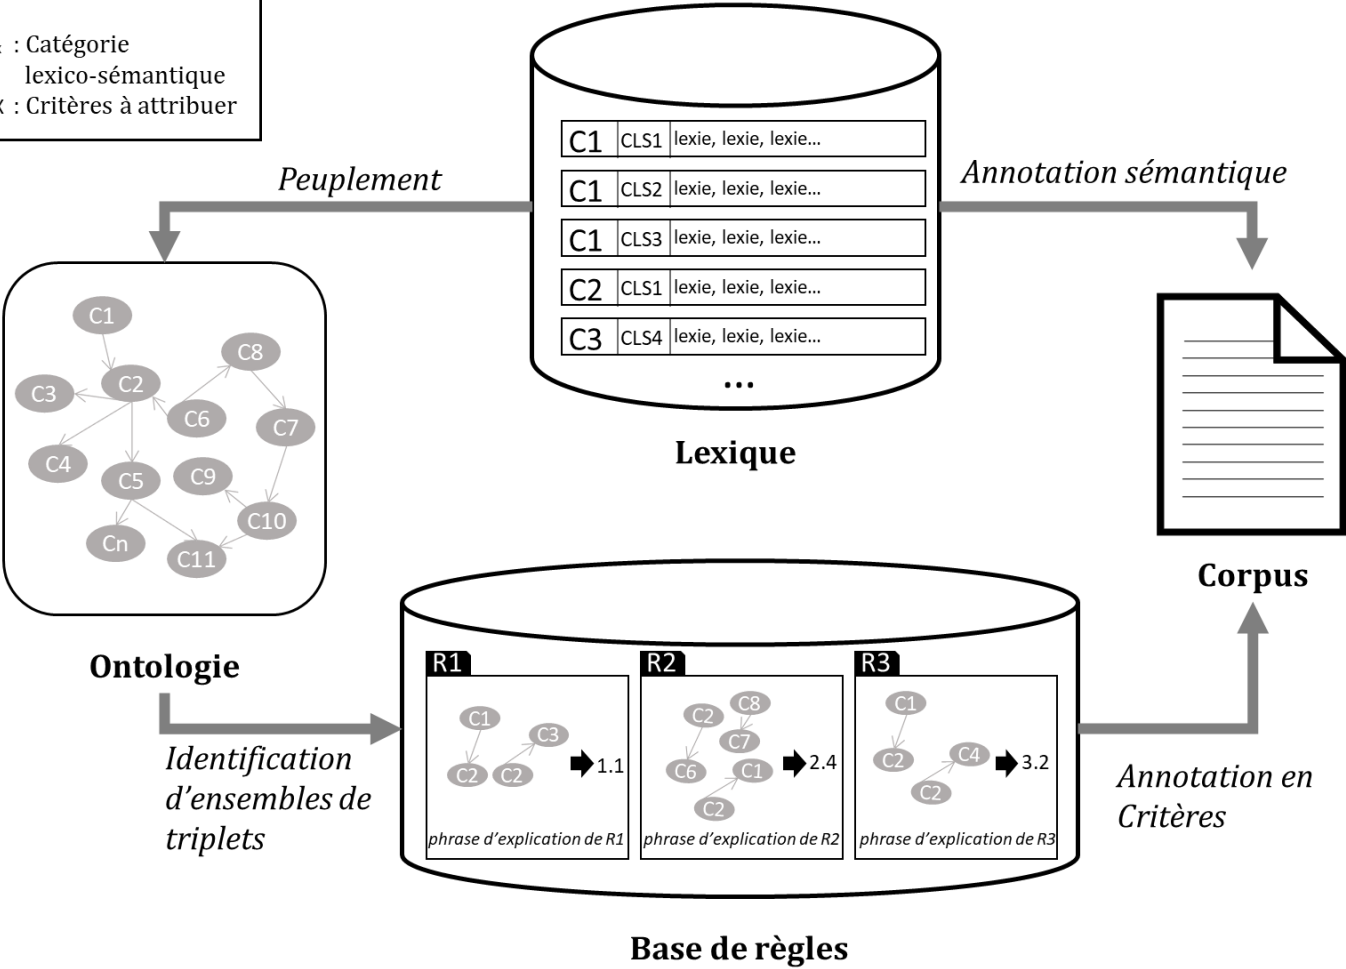 : Catégorie
lexico-sémantique
: Critères à attribuer
Peuplement
Annotation sémantique
C1 CLS1 lexie, lexie, lexie...
C1 CLS2 lexie, lexie, lexie...
C1 CLS3 lexie, lexie, lexie...
C2 CLS1 lexie, lexie, lexie...
C3 CLS4 lexie, lexie, lexie...
...
Lexique
C1
C8
C2
C3
C6
C7
C4
C5
C9
C10
Cn
C11
Ontologie
Corpus
Identification
d'ensembles de
triplets
R1
C1
C3
C2
C2
1.1
phrase d'explication de R1
R2
C8
C2
C7
C6
C1
C2
2.4
phrase d'explication de R2
R3
C1
C4
C2
C2
3.2
phrase d'explication de R3
Annotation en
Critères
Base de règles